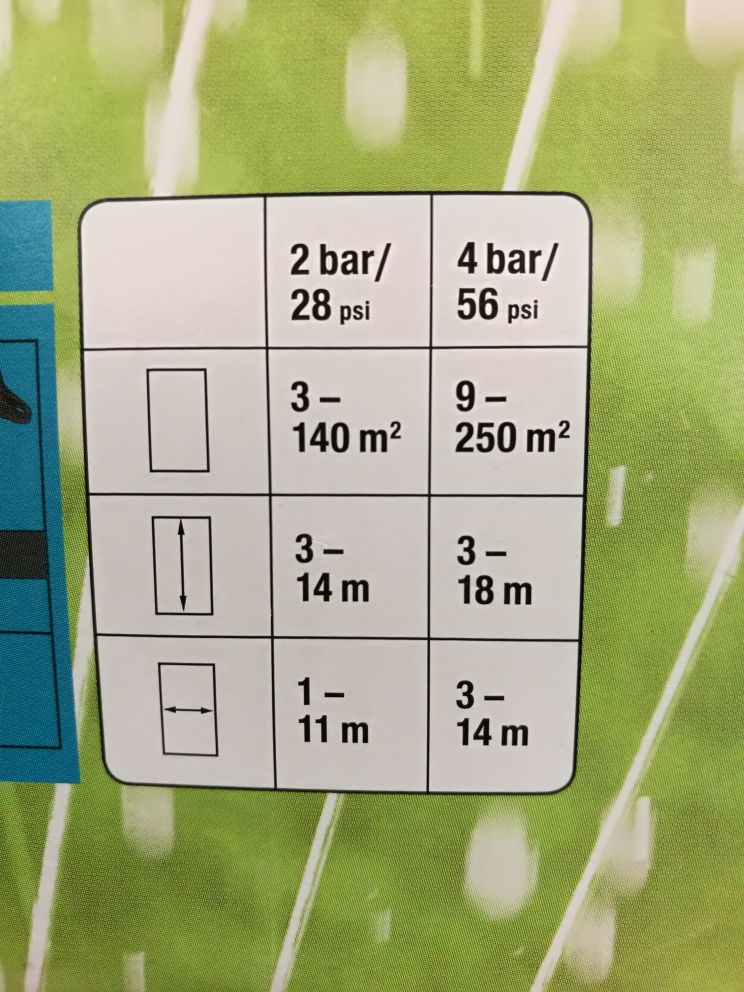 2 bar/ 4 bar/
28 psi 56 psi
3 – 9 –
140 m² 250 m²
3 – 3 –
14 m 18 m
1 – 3 –
11 m 14 m